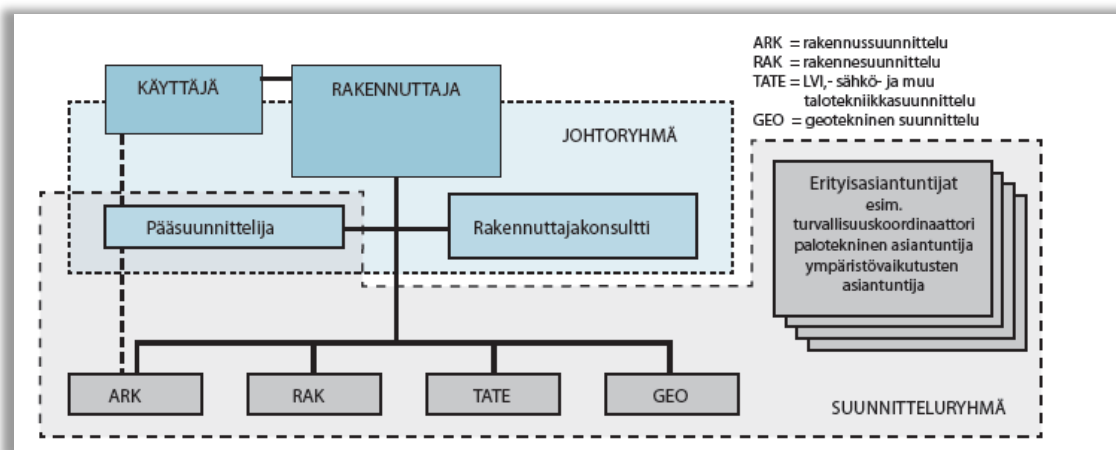 ARK = rakennussuunnittelu
RAK = rakennesuunnittelu
TATE = LVI,- sähkö- ja muu
talotekniikkasuunnittelu
GEO = geotekninen suunnittelu
KÄYTTÄJÄ
RAKENNUTTAJA
JOHTORYHMÄ
Pääsuunnittelija
Rakennuttajakonsultti
Erityisasiantuntijat
esim.
turvallisuuskoordinaattori
palotekninen asiantuntija
ympäristövaikutusten
asiantuntija
ARK
RAK
TATE
GEO
SUUNNITTELURYHMÄ